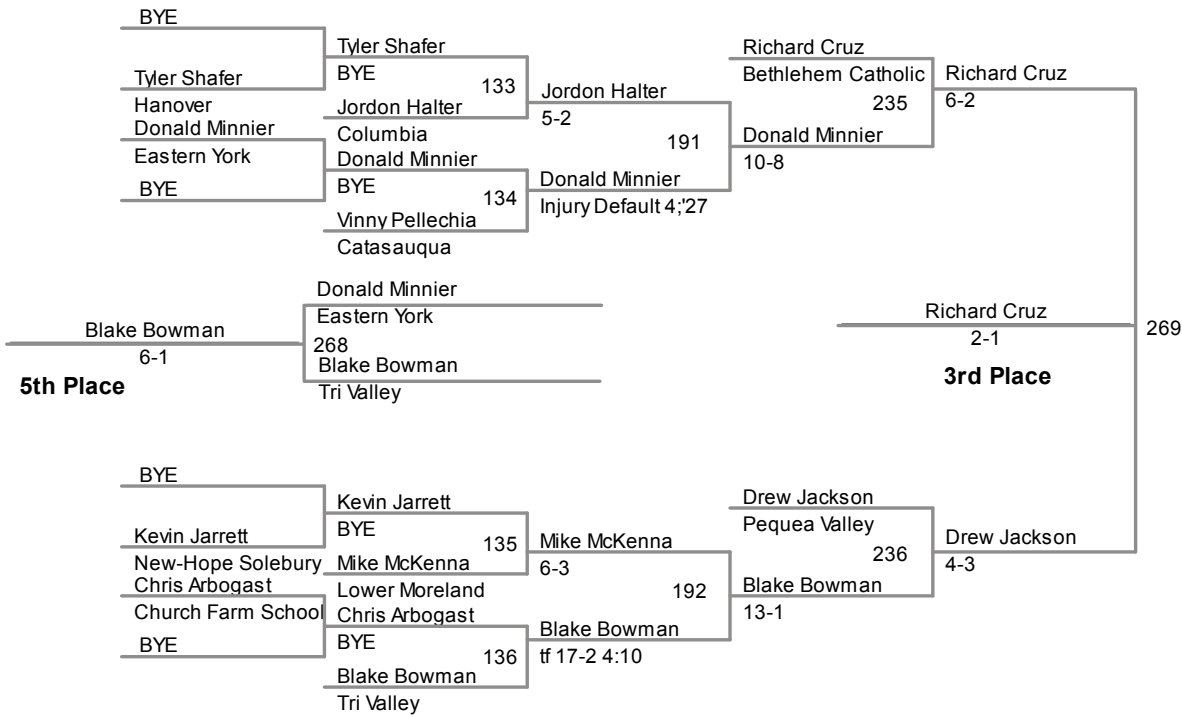 BYE
Tyler Shafer
Hanover
Donald Minnier
Eastern York
BYE
Tyler Shafer
BYE
133
Jordon Halter
Columbia
Donald Minnier
BYE
134
Vinny Pellechia
Catasauqua
Jordon Halter
5-2
191
Donald Minnier
Injury Default 4;'27
Richard Cruz
Bethlehem Catholic
235
Donald Minnier
10-8
Richard Cruz
6-2
Donald Minnier
Eastern York
268
Blake Bowman
Tri Valley
Blake Bowman
6-1
5th Place
Richard Cruz
2-1
3rd Place
269
BYE
Kevin Jarrett
New-Hope Solebury
Chris Arbogast
Church Farm School
BYE
Kevin Jarrett
BYE
135
Mike McKenna
Lower Moreland
Chris Arbogast
BYE
136
Blake Bowman
Tri Valley
Mike McKenna
6-3
192
Blake Bowman
tf 17-2 4:10
Drew Jackson
Pequea Valley
236
Blake Bowman
13-1
Drew Jackson
4-3